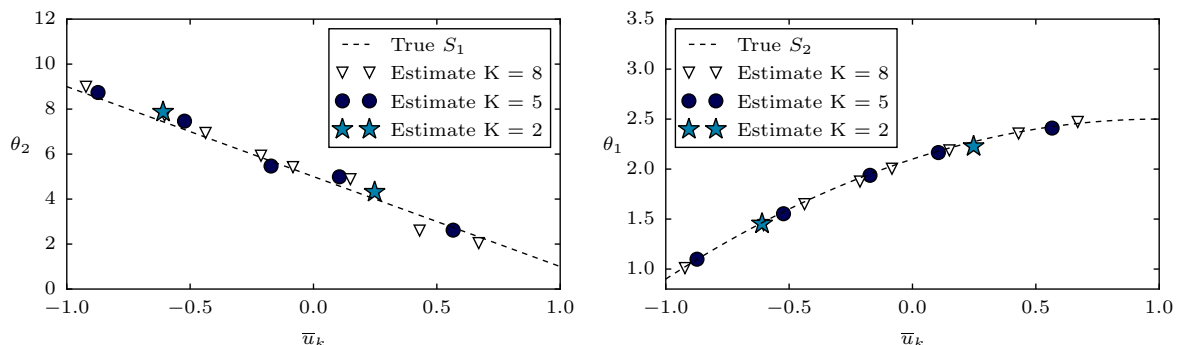 12
10
8
6
4
2
0
θ₂
−1.0 −0.5 0.0 0.5 1.0
u̅ₖ
True S₁
Estimate K = 8
Estimate K = 5
Estimate K = 2
3.5
3.0
2.5
2.0
1.5
1.0
θ₁
−1.0 −0.5 0.0 0.5 1.0
u̅ₖ
True S₂
Estimate K = 8
Estimate K = 5
Estimate K = 2